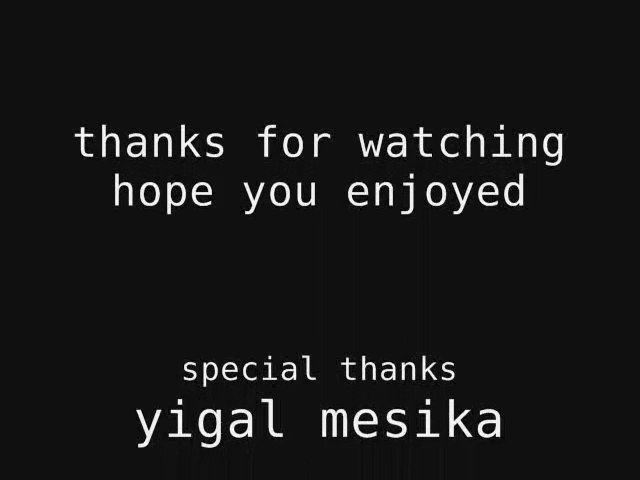 thanks for watching
hope you enjoyed
special thanks
yigal mesika